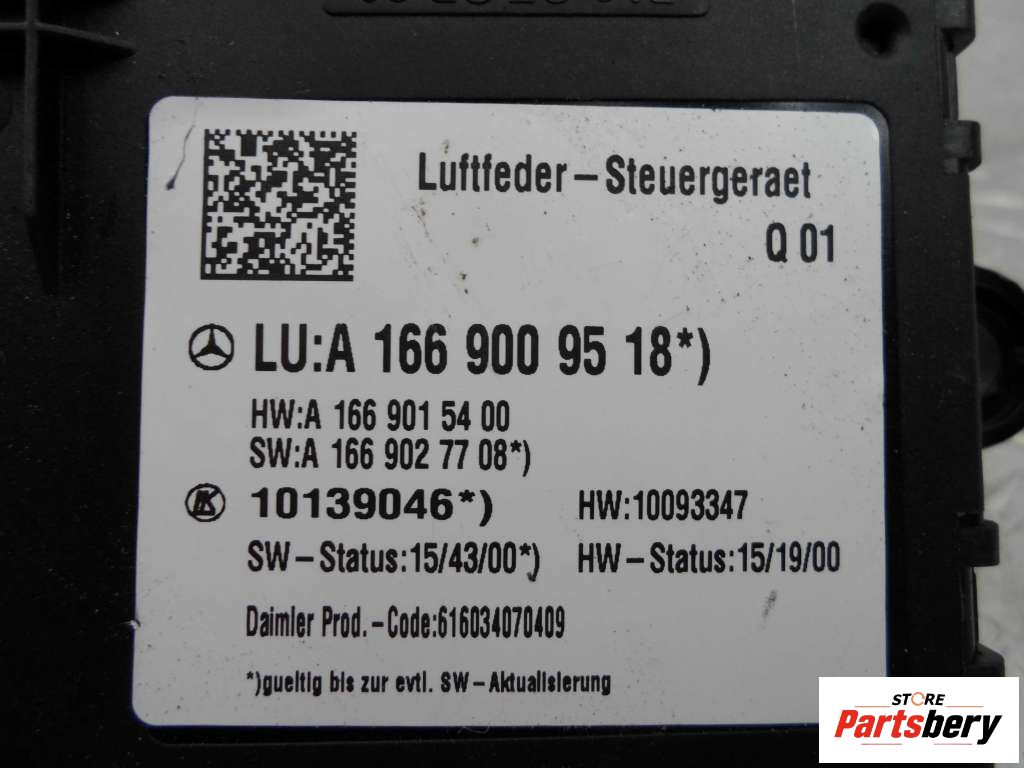 Luftfeder – Steuergeraet
Q 01
LU:A 166 900 95 18*)
HW:A 166 901 54 00
SW:A 166 902 77 08*)
10139046*) HW:10093347
SW – Status:15/43/00*) HW – Status:15/19/00
Daimler Prod. – Code:616034070409
*)gueltig bis zur evtl. SW – Aktualisierung
STORE
Partsbery